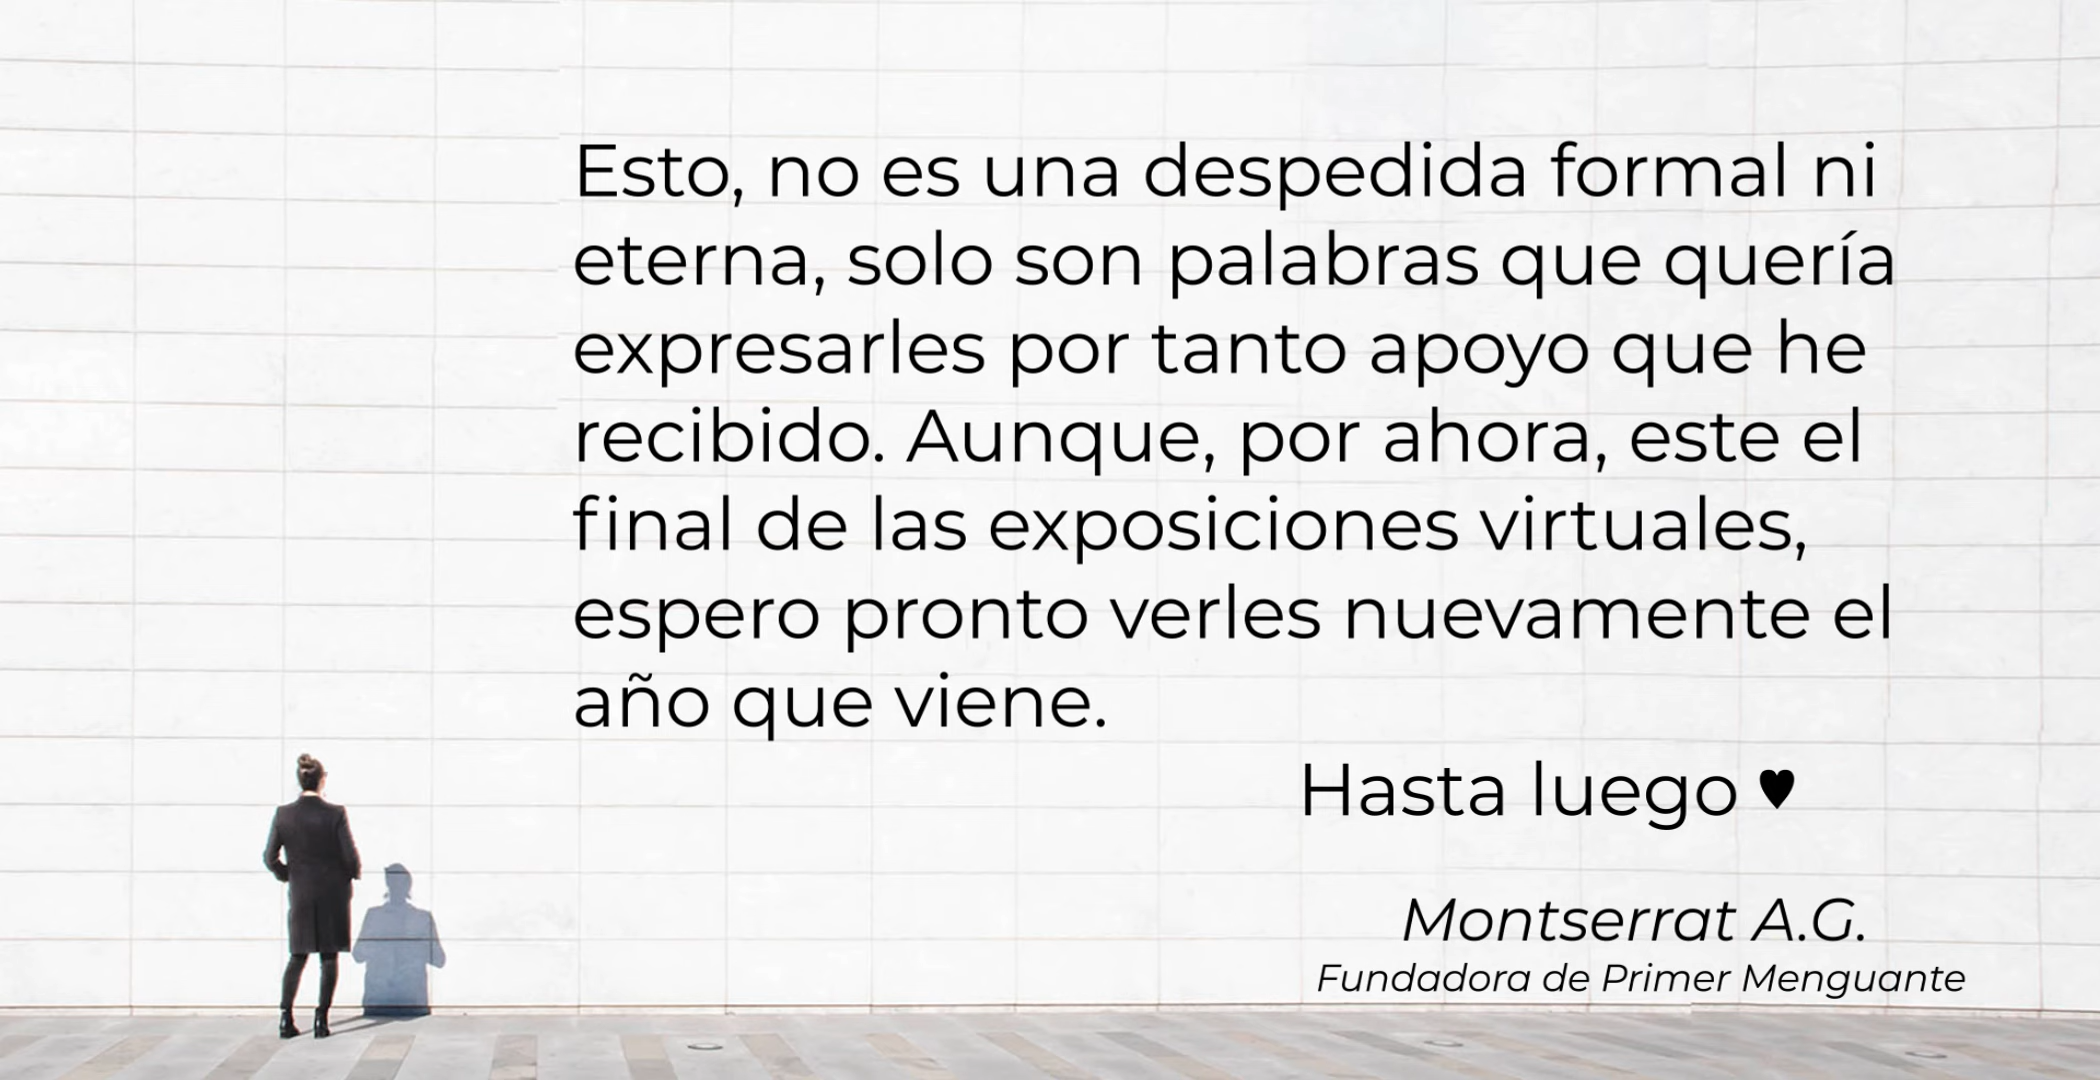 Esto, no es una despedida formal ni
eterna, solo son palabras que quería
expresarles por tanto apoyo que he
recibido. Aunque, por ahora, este el
final de las exposiciones virtuales,
espero pronto verles nuevamente el
año que viene.
Hasta luego ♥
Montserrat A.G.
Fundadora de Primer Menguante